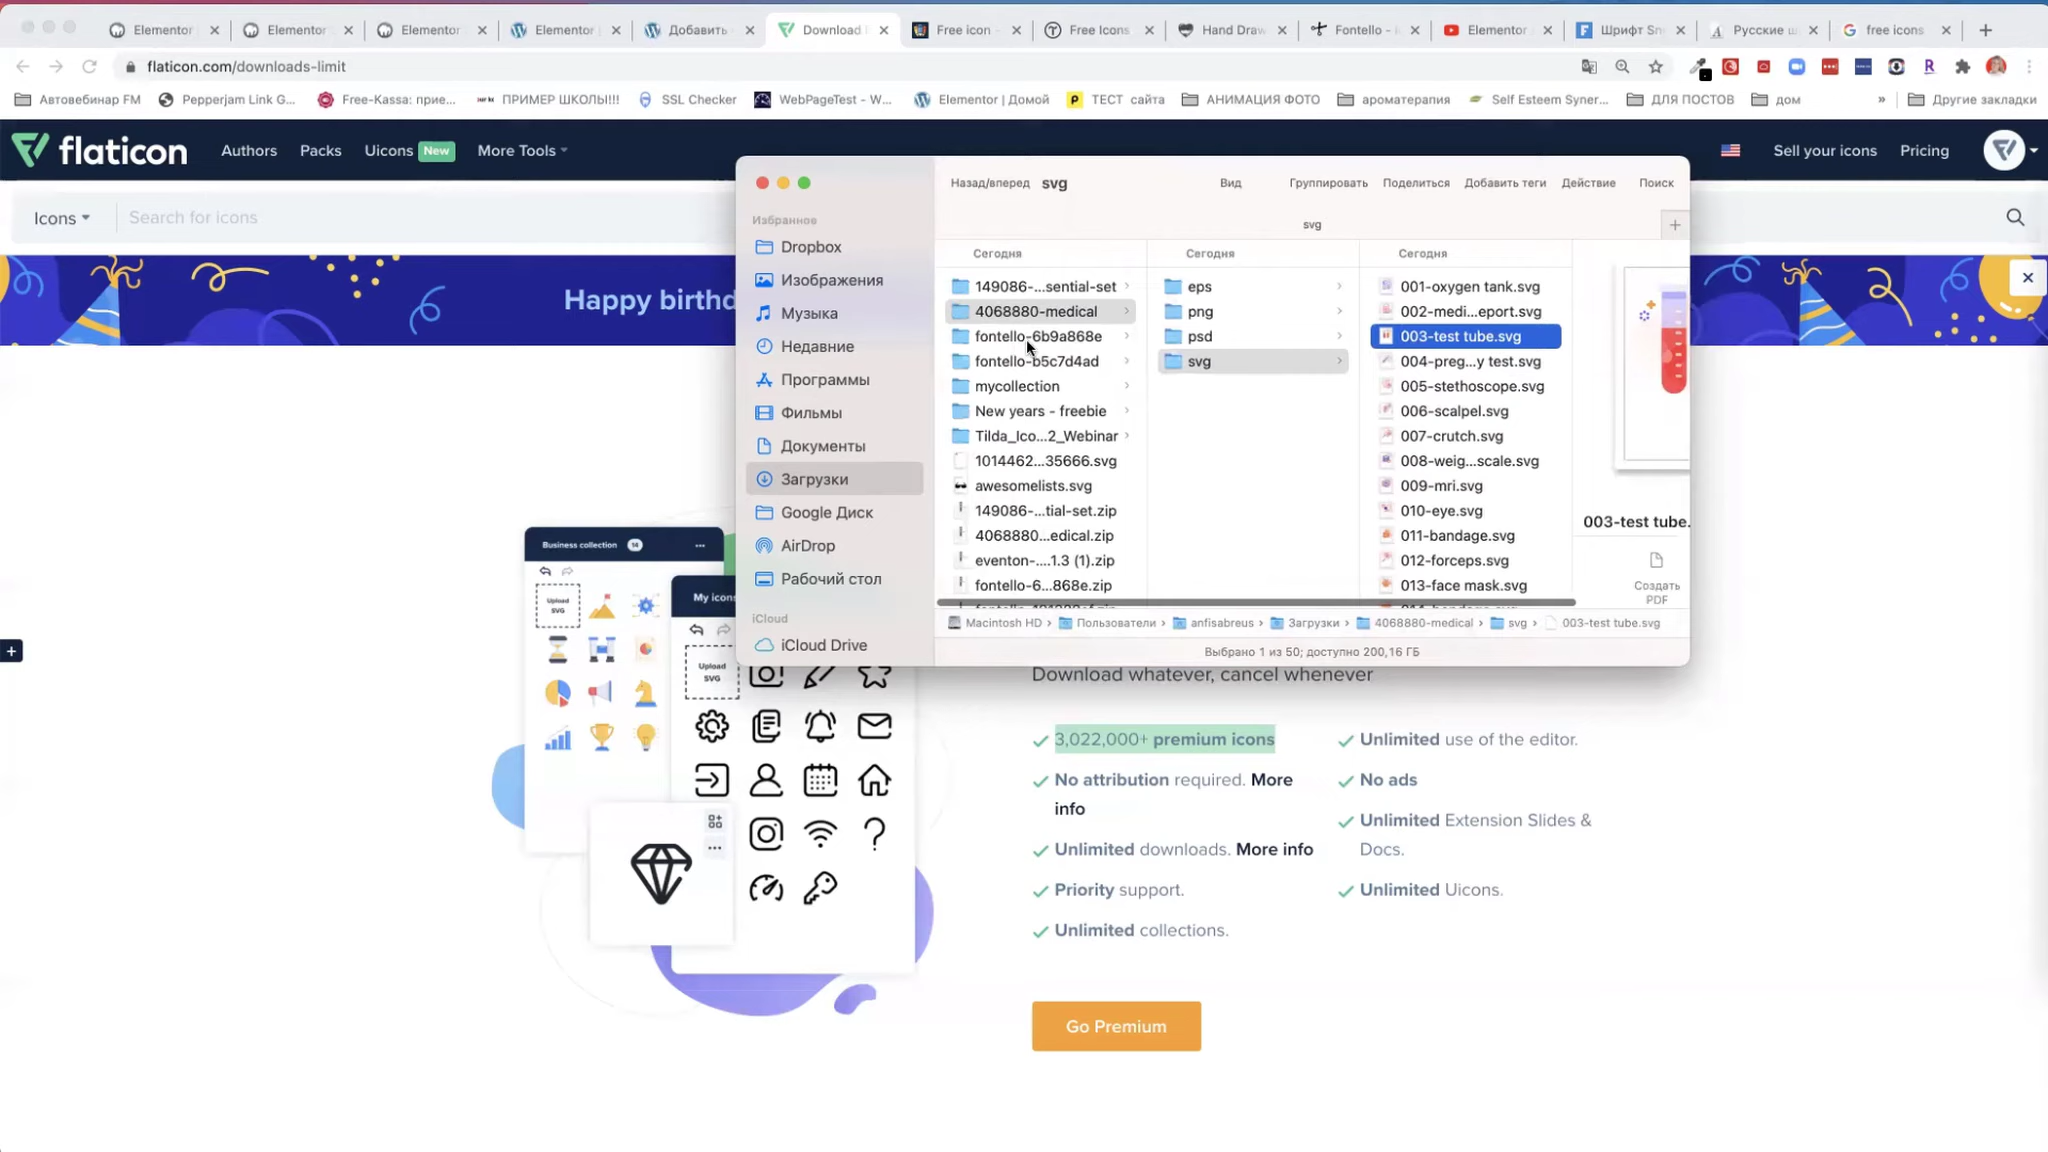 Elementor
Elementor
Elementor
Elementor
Добавить
Download
Free icon -
Free Icons
Hand Draw
Fontello - i
Elementor
Шрифт Sn
Русские ш
free icons
flaticon.com/downloads-limit
Автовебинар FM
Pepperjam Link G...
Free-Kassa: прие...
ПРИМЕР ШКОЛЫ!!!
SSL Checker
WebPageTest - W...
Elementor | Домой
ТЕСТ сайта
АНИМАЦИЯ ФОТО
ароматерапия
Self Esteem Syner...
ДЛЯ ПОСТОВ
дом
»
Другие закладки
flaticon
Authors
Packs
Uicons New
More Tools
Sell your icons
Pricing
Icons
Search for icons
Happy birthd
Назад/вперед
svg
Вид
Группировать
Поделиться
Добавить теги
Действие
Поиск
svg
Избранное
Dropbox
Изображения
Музыка
Недавние
Программы
Фильмы
Документы
Загрузки
Google Диск
AirDrop
Рабочий стол
iCloud
iCloud Drive
Сегодня
149086-...sential-set
4068880-medical
fontello-6b9a868e
fontello-b5c7d4ad
mycollection
New years - freebie
Tilda_Ico...2_Webinar
1014462...35666.svg
awesomelists.svg
149086-...tial-set.zip
4068880...edical.zip
eventon-....1.3 (1).zip
fontello-6...868e.zip
Сегодня
eps
png
psd
svg
Сегодня
001-oxygen tank.svg
002-medi...eport.svg
003-test tube.svg
004-preg...y test.svg
005-stethoscope.svg
006-scalpel.svg
007-crutch.svg
008-weig...scale.svg
009-mri.svg
010-eye.svg
011-bandage.svg
012-forceps.svg
013-face mask.svg
003-test tube.
Создать
PDF
Macintosh HD
Пользователи
anfisabreus
Загрузки
4068880-medical
svg
003-test tube.svg
Выбрано 1 из 50; доступно 200,16 ГБ
Business collection 14
Upload
SVG
My icons
Upload
SVG
Download whatever, cancel whenever
3,022,000+ premium icons
No attribution required. More
info
Unlimited downloads. More info
Priority support.
Unlimited collections.
Unlimited use of the editor.
No ads
Unlimited Extension Slides &
Docs.
Unlimited Uicons.
Go Premium